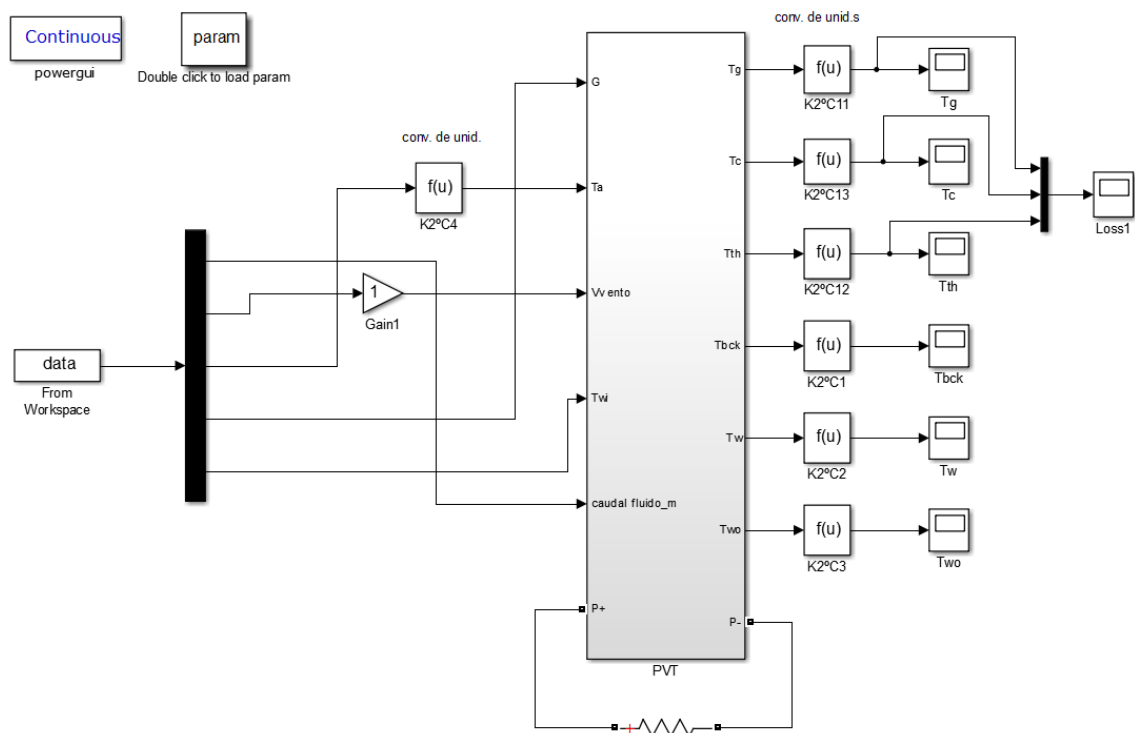 Continuous
powergui
param
Double click to load param
conv. de unid.s
G
Tg
f(u)
K2ºC11
Tg
conv. de unid.
f(u)
K2ºC4
Ta
Tc
f(u)
K2ºC13
Tc
Loss1
Tth
f(u)
K2ºC12
Tth
1
Gain1
Vvento
data
From
Workspace
Tbck
f(u)
K2ºC1
Tbck
Twi
Tw
f(u)
K2ºC2
Tw
caudal fluido_m
Two
f(u)
K2ºC3
Two
P+
P-
PVT